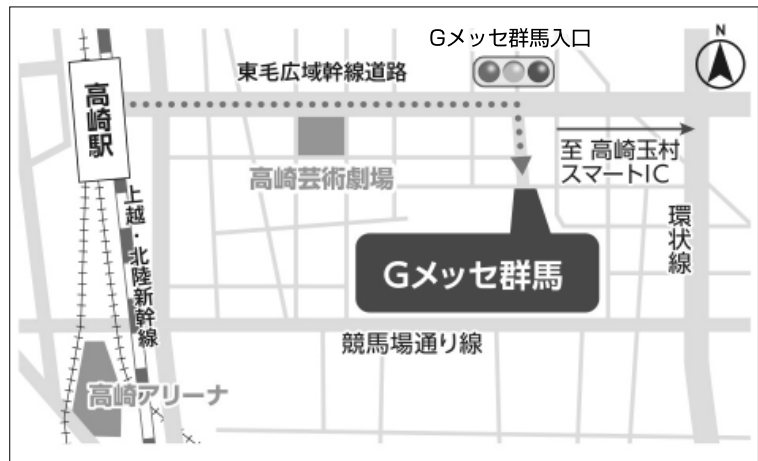 Gメッセ群馬入口
N
東毛広域幹線道路
高崎駅
至 高崎玉村
スマートIC
高崎芸術劇場
上越・北陸新幹線
環状線
Gメッセ群馬
競馬場通り線
高崎アリーナ